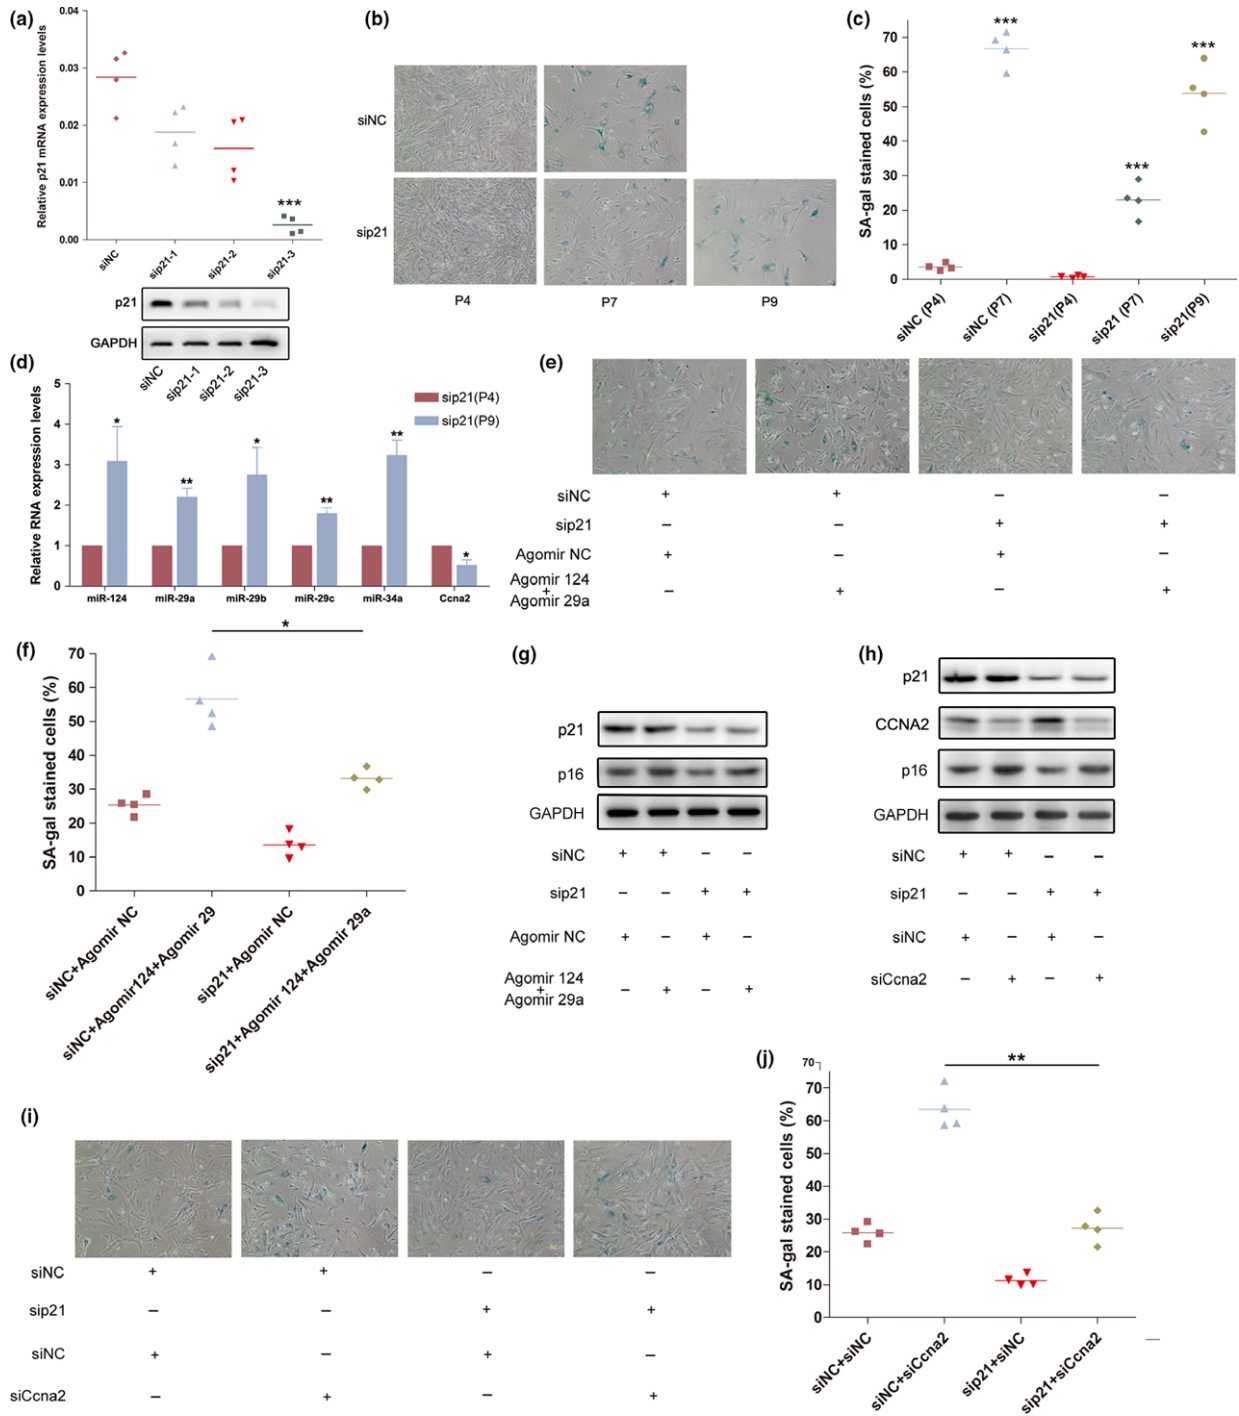 (a)
Relative p21 mRNA expression levels
0.04
0.03
0.02
0.01
0.00
***
siNC
sip21-1
sip21-2
sip21-3
p21
GAPDH
siNC
sip21-1
sip21-2
sip21-3
(b)
siNC
sip21
P4
P7
P9
(c)
SA-gal stained cells (%)
70
60
50
40
30
20
10
0
***
***
***
siNC (P4)
siNC (P7)
sip21(P4)
sip21 (P7)
sip21(P9)
(d)
Relative RNA expression levels
5
4
3
2
1
0
sip21(P4)
sip21(P9)
*
**
*
**
**
*
miR-124
miR-29a
miR-29b
miR-29c
miR-34a
Ccna2
(e)
siNC + + – –
sip21 – – + +
Agomir NC + – + –
Agomir 124
+ – + – +
Agomir 29a
(f)
SA-gal stained cells (%)
70
60
50
40
30
20
10
0
*
siNC+Agomir NC
siNC+Agomir124+Agomir 29
sip21+Agomir NC
sip21+Agomir 124+Agomir 29a
(g)
p21
p16
GAPDH
siNC + + – –
sip21 – – + +
Agomir NC + – + –
Agomir 124
+ – + – +
Agomir 29a
(h)
p21
CCNA2
p16
GAPDH
siNC + + – –
sip21 – – + +
siNC + – + –
siCcna2 – + – +
(i)
siNC + + – –
sip21 – – + +
siNC + – + –
siCcna2 – + – +
(j)
SA-gal stained cells (%)
70
70
60
50
40
30
20
10
0
**
siNC+siNC
siNC+siCcna2
sip21+siNC
sip21+siCcna2